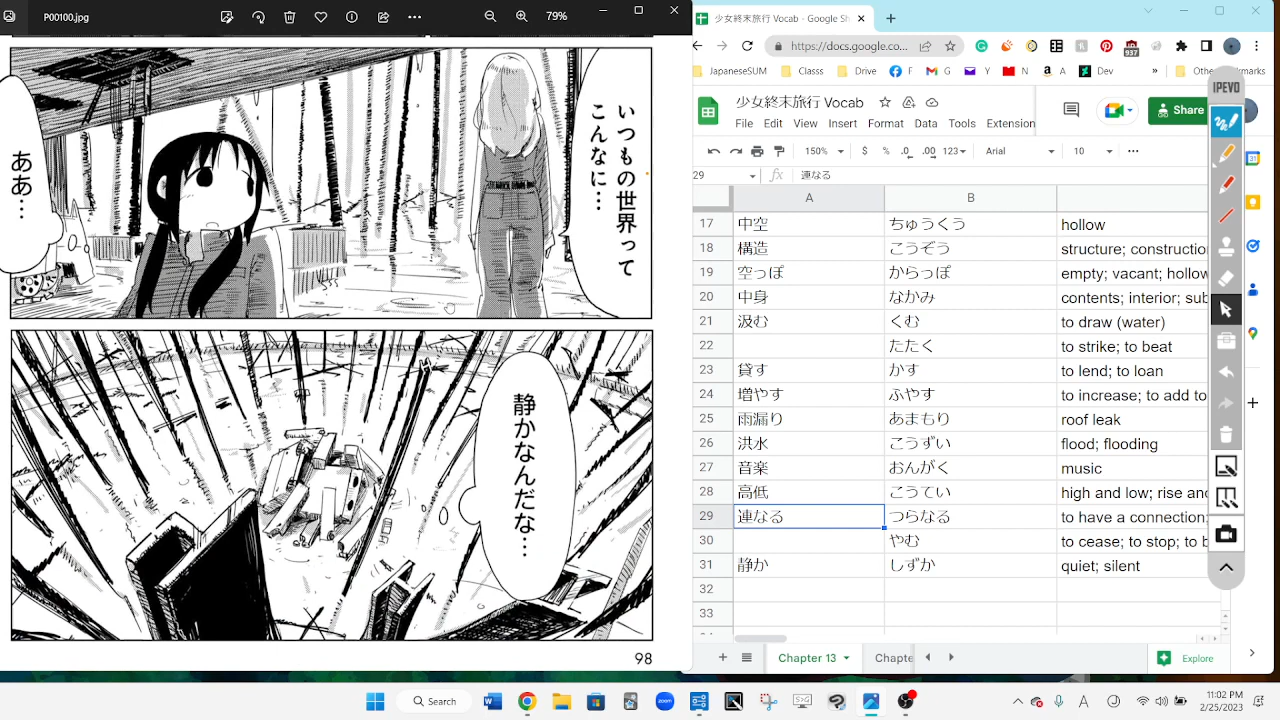 P00100.jpg
79%
いつもの世界って
こんなに…
ああ…
静かなんだな…
98
少女終末旅行 Vocab - Google Sh
https://docs.google.co...
937
JapaneseSUM
Classes
Drive
F
G
Y
N
A
Dev
»
Other bookmarks
少女終末旅行 Vocab
Share
File Edit View Insert Format Data Tools Extension
150%
$
%
.0
.00
123
Arial
10
29
fx
連なる
A
B
17 中空 ちゅうくう hollow
18 構造 こうぞう structure; constructio
19 空っぽ からっぽ empty; vacant; hollow
20 中身 なかみ contents; interior; sub
21 汲む くむ to draw (water)
22 たたく to strike; to beat
23 貸す かす to lend; to loan
24 増やす ふやす to increase; to add to
25 雨漏り あまもり roof leak
26 洪水 こうずい flood; flooding
27 音楽 おんがく music
28 高低 こうてい high and low; rise and
29 連なる つらなる to have a connection;
30 やむ to cease; to stop; to b
31 静か しずか quiet; silent
32
33
Chapter 13
Chapte
Explore
IPEVO
Search
zoom
A
11:02 PM
2/25/2023